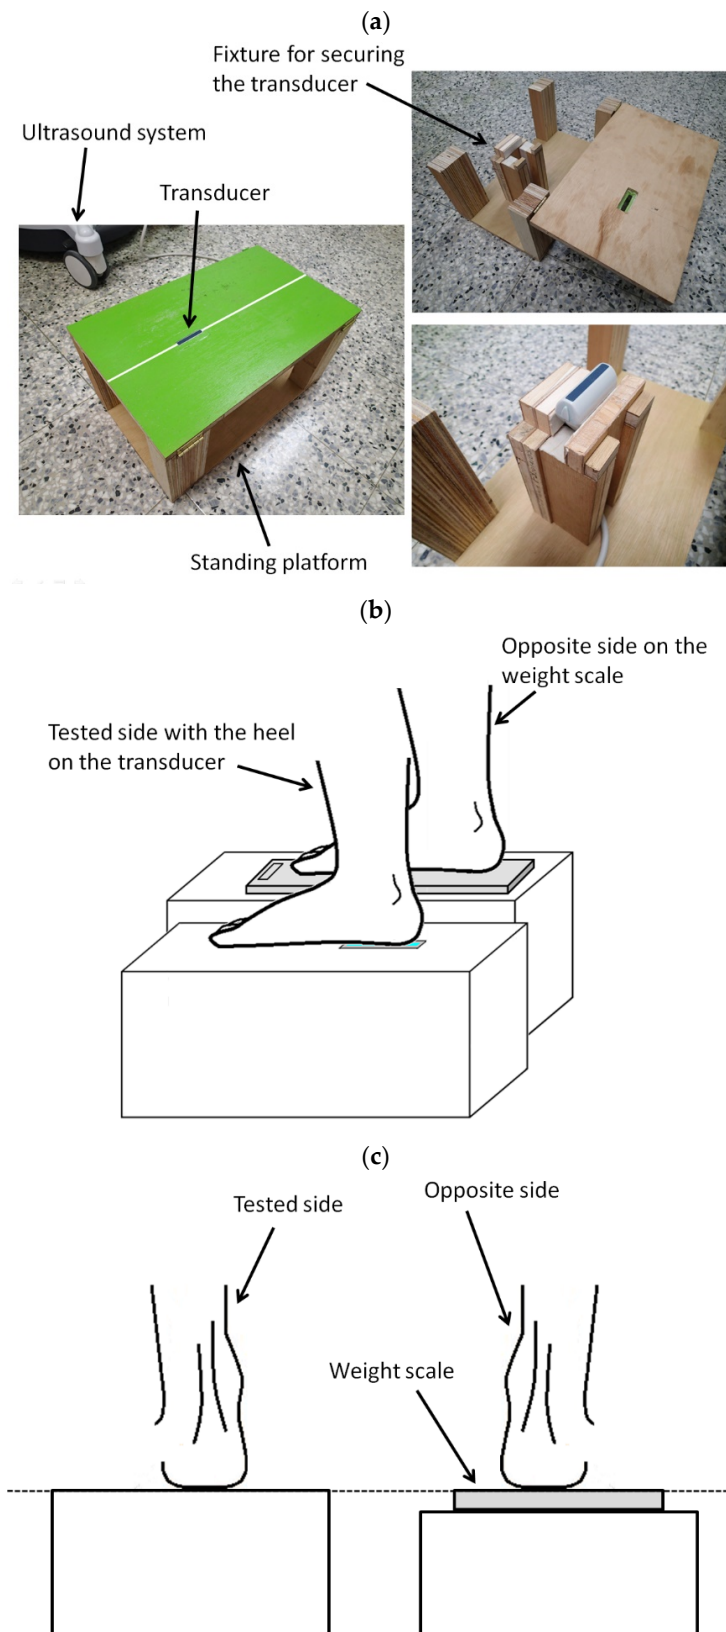 (a)
Fixture for securing
the transducer
Ultrasound system
Transducer
Standing platform
(b)
Opposite side on the
weight scale
Tested side with the heel
on the transducer
(c)
Tested side
Opposite side
Weight scale